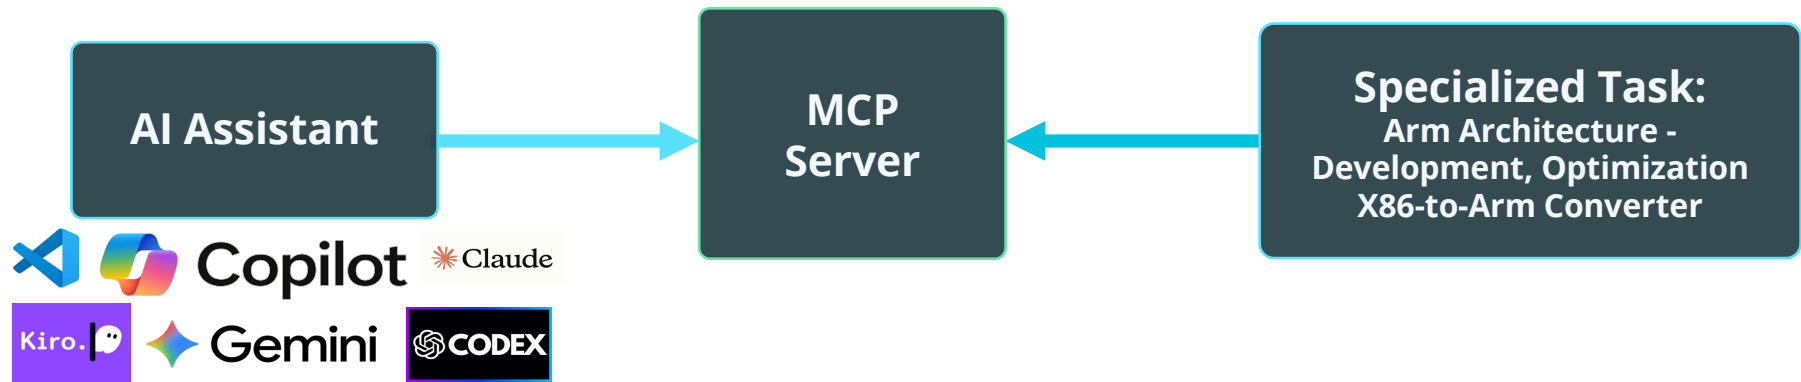 AI Assistant
MCP
Server
Specialized Task:
Arm Architecture -
Development, Optimization
X86-to-Arm Converter
Copilot
Claude
Kiro.
Gemini
CODEX